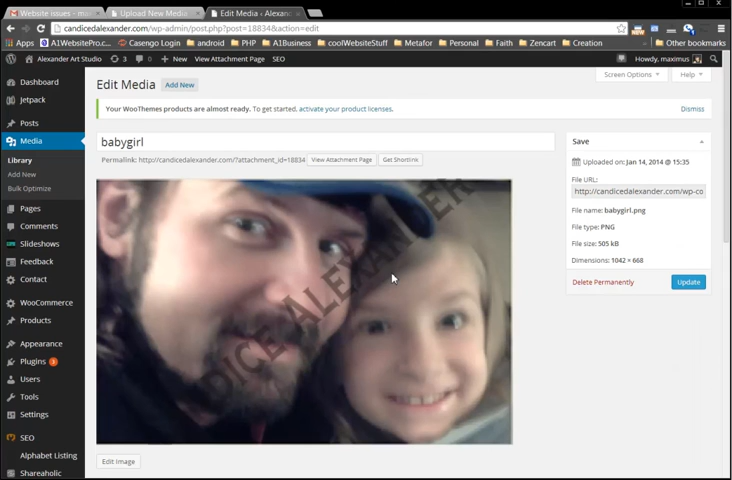 Website issues - m
Upload New Media
Edit Media ‹ Alexan
candicedalexander.com/wp-admin/post.php?post=18834&action=edit
Apps A1WebsitePro.c... Casengo Login android PHP A1Business coolWebsiteStuff Metafor Personal Faith Zencart Creation Other bookmarks
Alexander Art Studio 3 0 New View Attachment Page SEO Howdy, maximus
Screen Options Help
Dashboard
Jetpack
Posts
Media
Library
Add New
Bulk Optimize
Pages
Comments
Slideshows
Feedback
Contact
WooCommerce
Products
Appearance
Plugins 3
Users
Tools
Settings
SEO
Alphabet Listing
Shareaholic
Edit Media Add New
Your WooThemes products are almost ready. To get started, activate your product licenses. Dismiss
babygirl
Permalink: http://candicedalexander.com/?attachment_id=18834 View Attachment Page Get Shortlink
DICE ALEXANDER
Edit Image
Save
Uploaded on: Jan 14, 2014 @ 15:35
File URL:
http://candicedalexander.com/wp-co
File name: babygirl.png
File type: PNG
File size: 505 kB
Dimensions: 1042 × 668
Delete Permanently Update